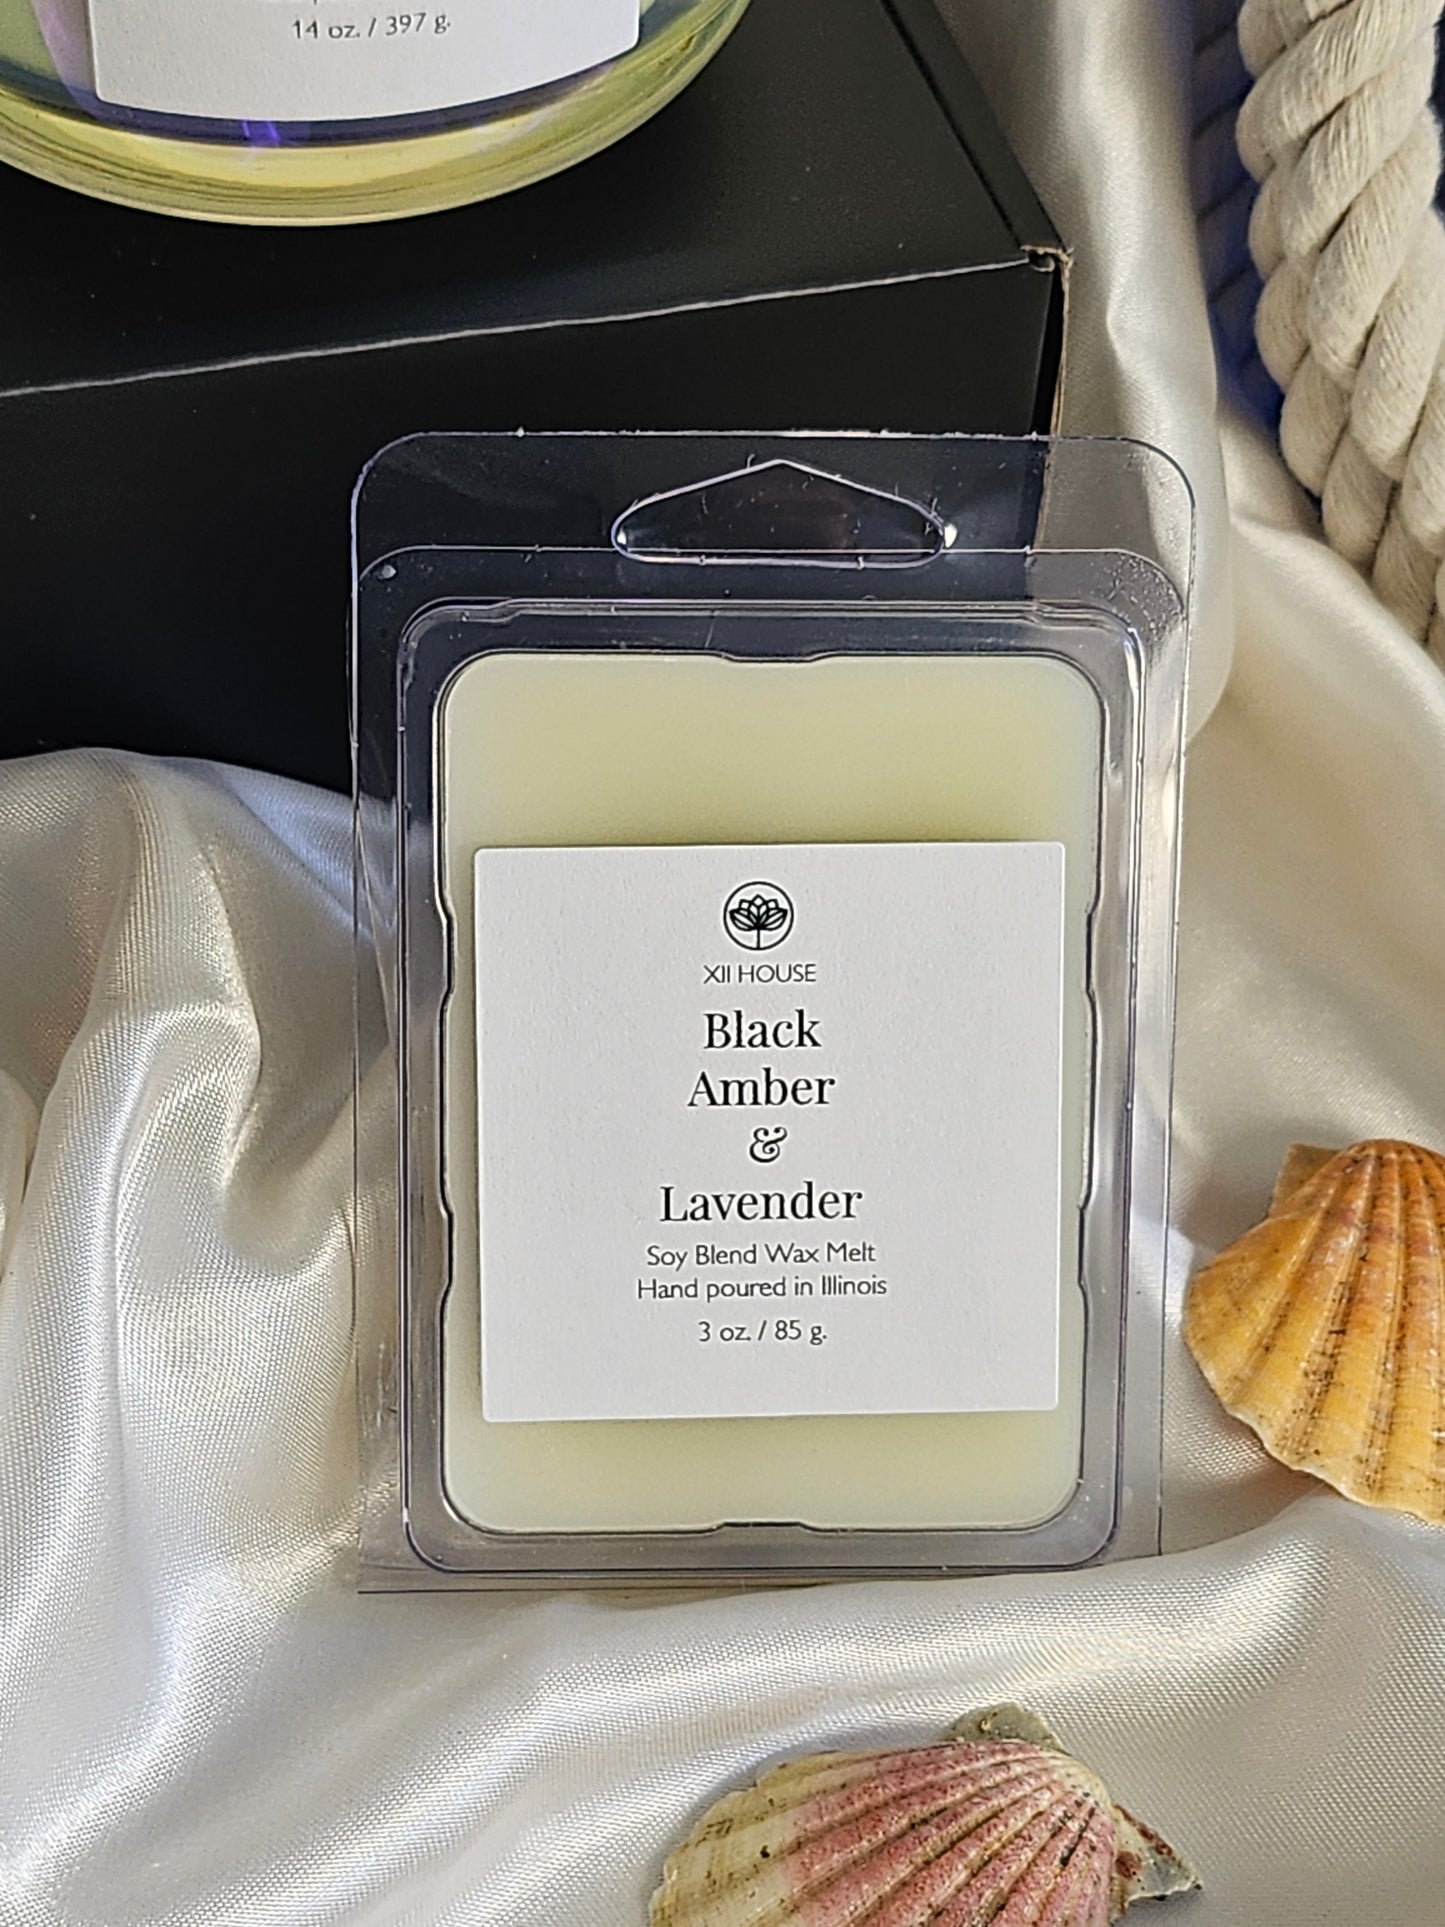 14 oz. / 397 g.
XII HOUSE
Black
Amber
&
Lavender
Soy Blend Wax Melt
Hand poured in Illinois
3 oz. / 85 g.